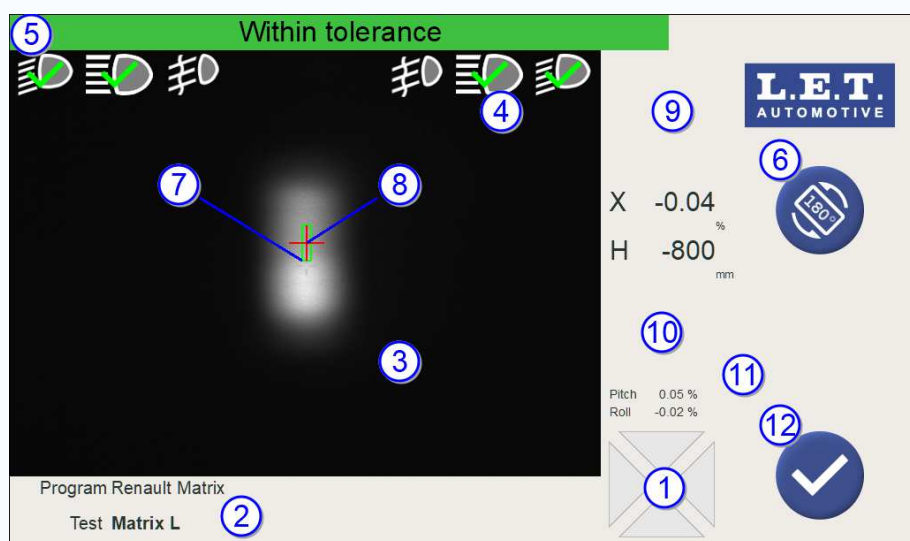 Within tolerance
5
4
9
L.E.T.
AUTOMOTIVE
6
180°
7
8
X -0.04
%
H -800
mm
3
10
11
Pitch 0.05 %
Roll -0.02 %
12
1
Program Renault Matrix
Test Matrix L
2